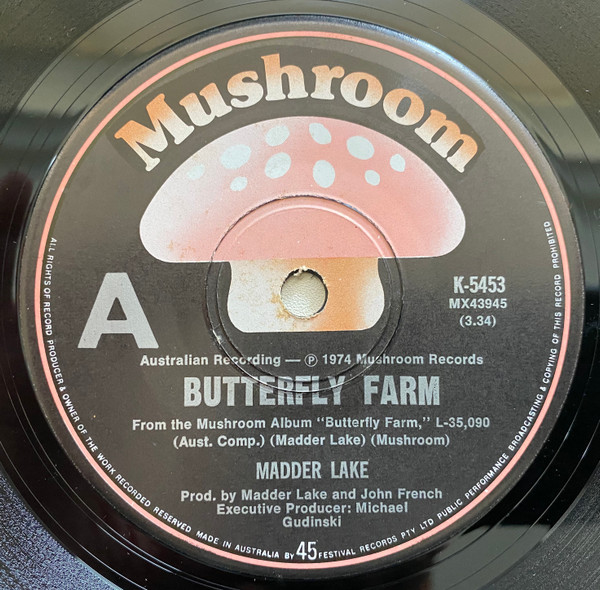 Mushroom
A
K-5453
MX43945
(3.34)
Australian Recording — ℗ 1974 Mushroom Records
BUTTERFLY FARM
From the Mushroom Album "Butterfly Farm," L-35,090
(Aust. Comp.) (Madder Lake) (Mushroom)
MADDER LAKE
Prod. by Madder Lake and John French
Executive Producer: Michael
Gudinski
ALL RIGHTS OF RECORD PRODUCER & OWNER OF THE WORK RECORDED RESERVED. MADE IN AUSTRALIA BY 45 FESTIVAL RECORDS PTY LTD PUBLIC PERFORMANCE BROADCASTING & COPYING OF THIS RECORD PROHIBITED